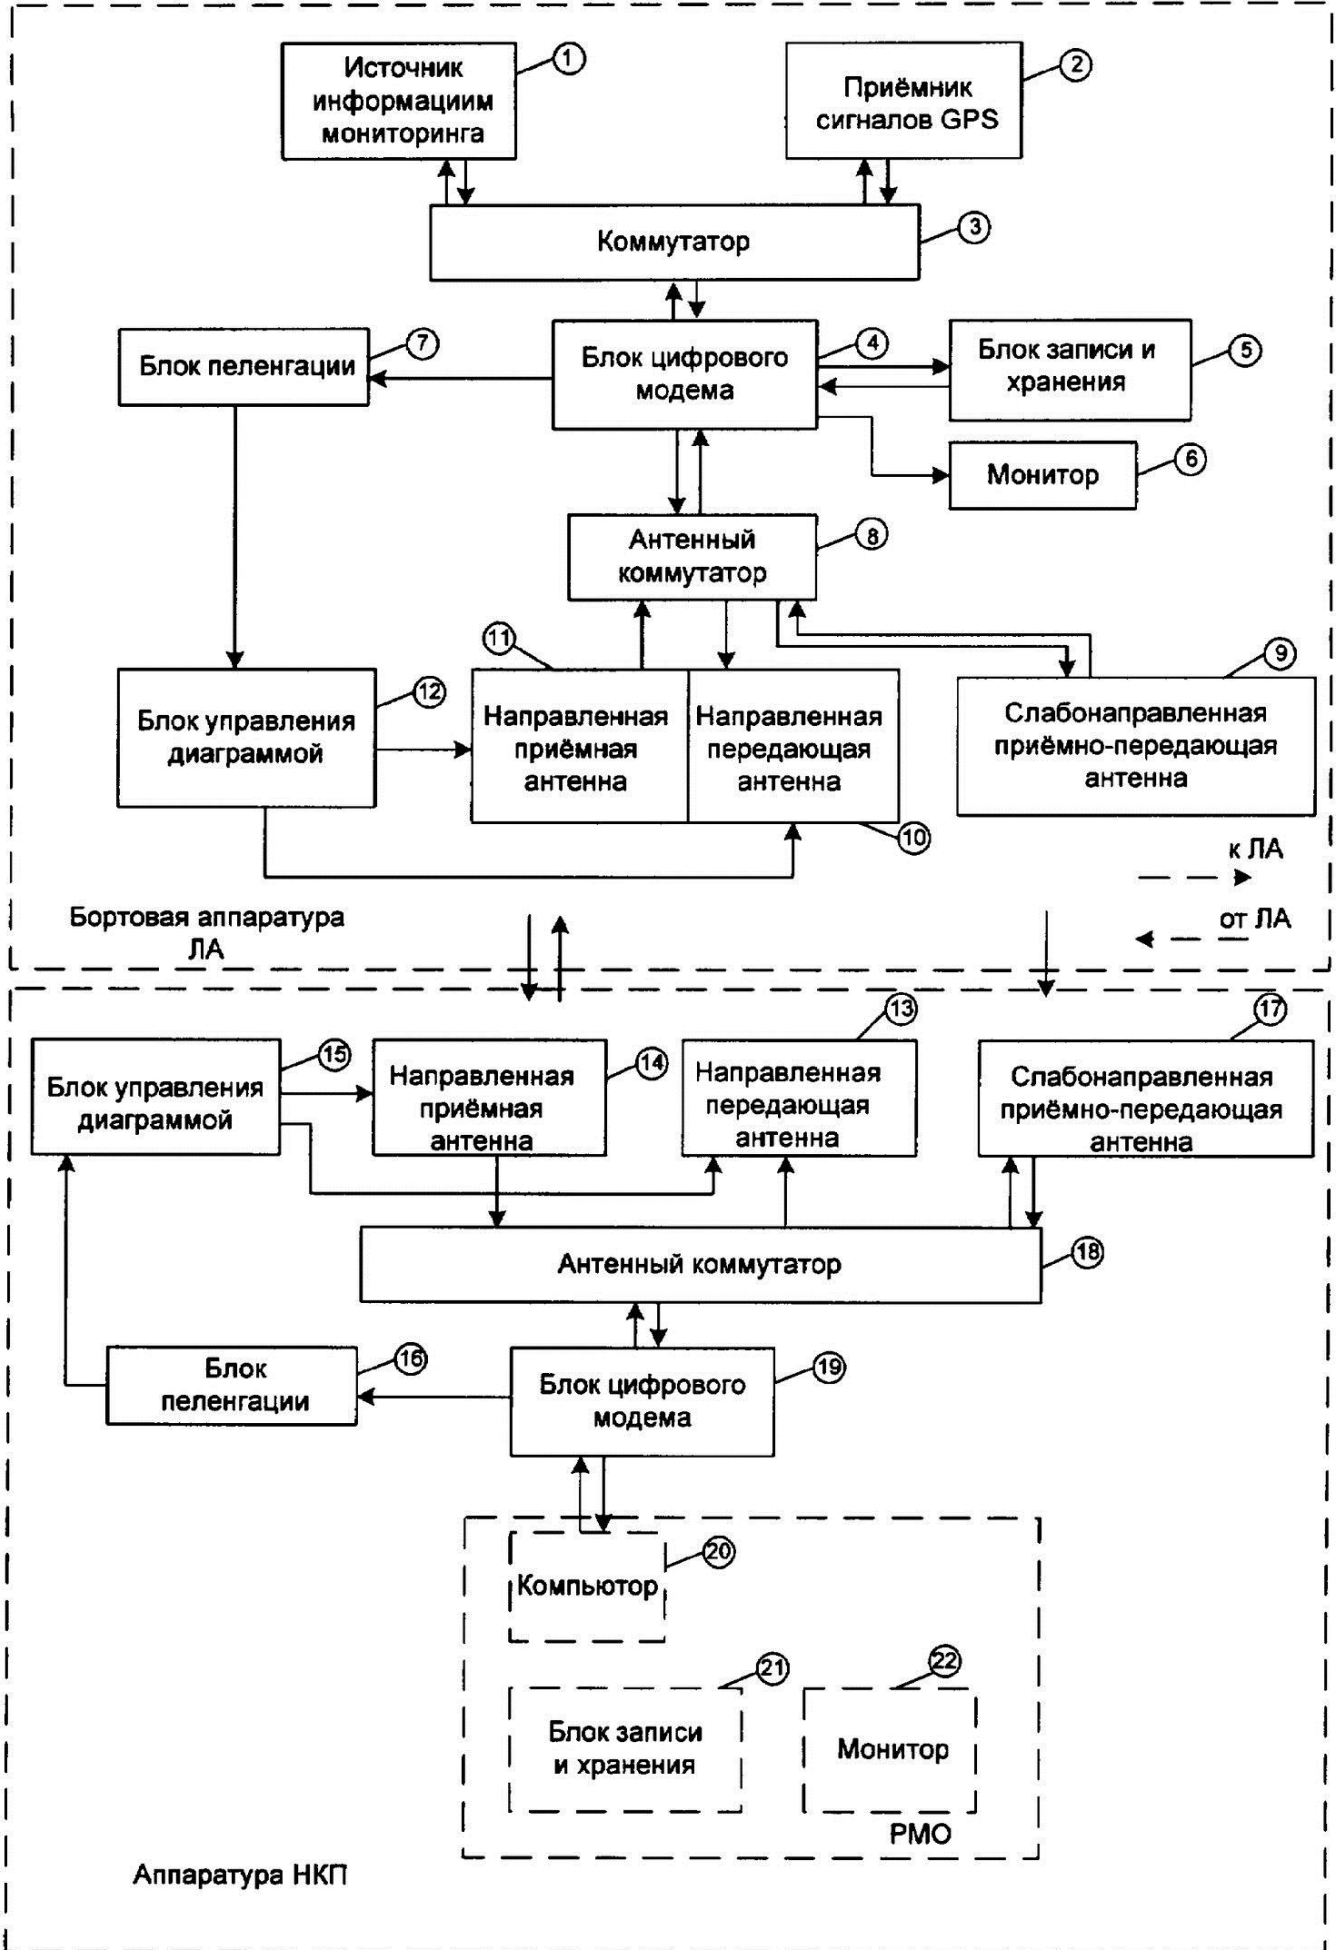 Источник
информациим
мониторинга
1
Приёмник
сигналов GPS
2
Коммутатор
3
Блок пеленгации
7
Блок цифрового
модема
4
Блок записи и
хранения
5
Монитор
6
Антенный
коммутатор
8
11
Блок управления
диаграммой
12
Направленная
приёмная
антенна
Направленная
передающая
антенна
10
Слабонаправленная
приёмно-передающая
антенна
9
к ЛА
от ЛА
Бортовая аппаратура
ЛА
Блок управления
диаграммой
15
Направленная
приёмная
антенна
14
Направленная
передающая
антенна
13
Слабонаправленная
приёмно-передающая
антенна
17
Антенный коммутатор
18
Блок
пеленгации
16
Блок цифрового
модема
19
Компьютор
20
Блок записи
и хранения
21
Монитор
22
РМО
Аппаратура НКП